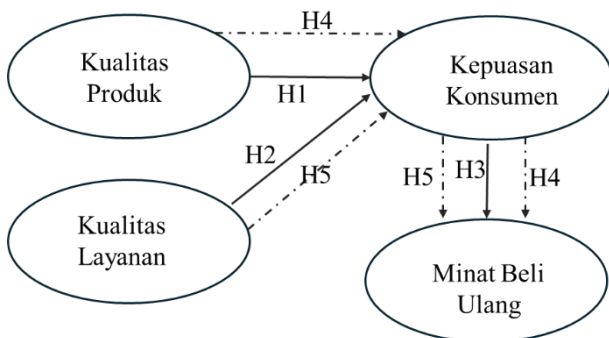 H4
Kualitas
Produk
H1
Kepuasan
Konsumen
H2
H5
Kualitas
Layanan
H5
H3
H4
Minat Beli
Ulang